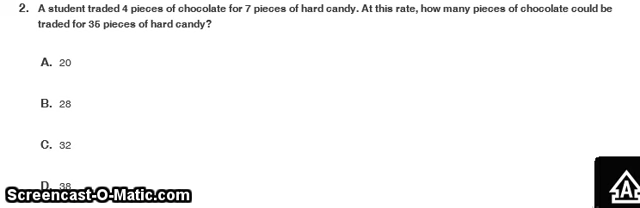 2. A student traded 4 pieces of chocolate for 7 pieces of hard candy. At this rate, how many pieces of chocolate could be
traded for 35 pieces of hard candy?
A. 20
B. 28
C. 32
D. 38
Screencast-O-Matic.com
A